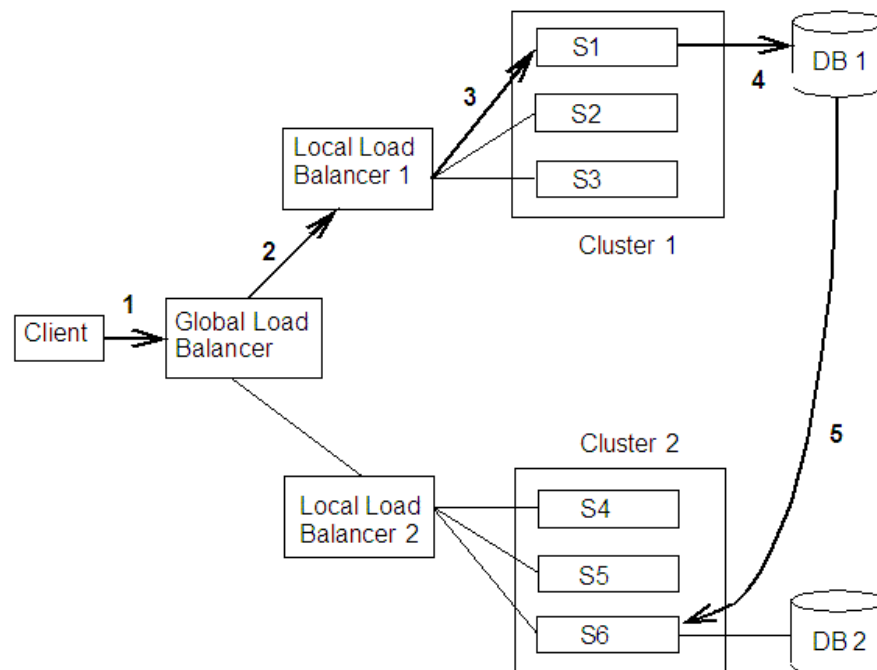 S1
DB 1
3
4
S2
Local Load
Balancer 1
S3
Cluster 1
2
1
Client
Global Load
Balancer
Cluster 2
5
Local Load
Balancer 2
S4
S5
S6
DB 2